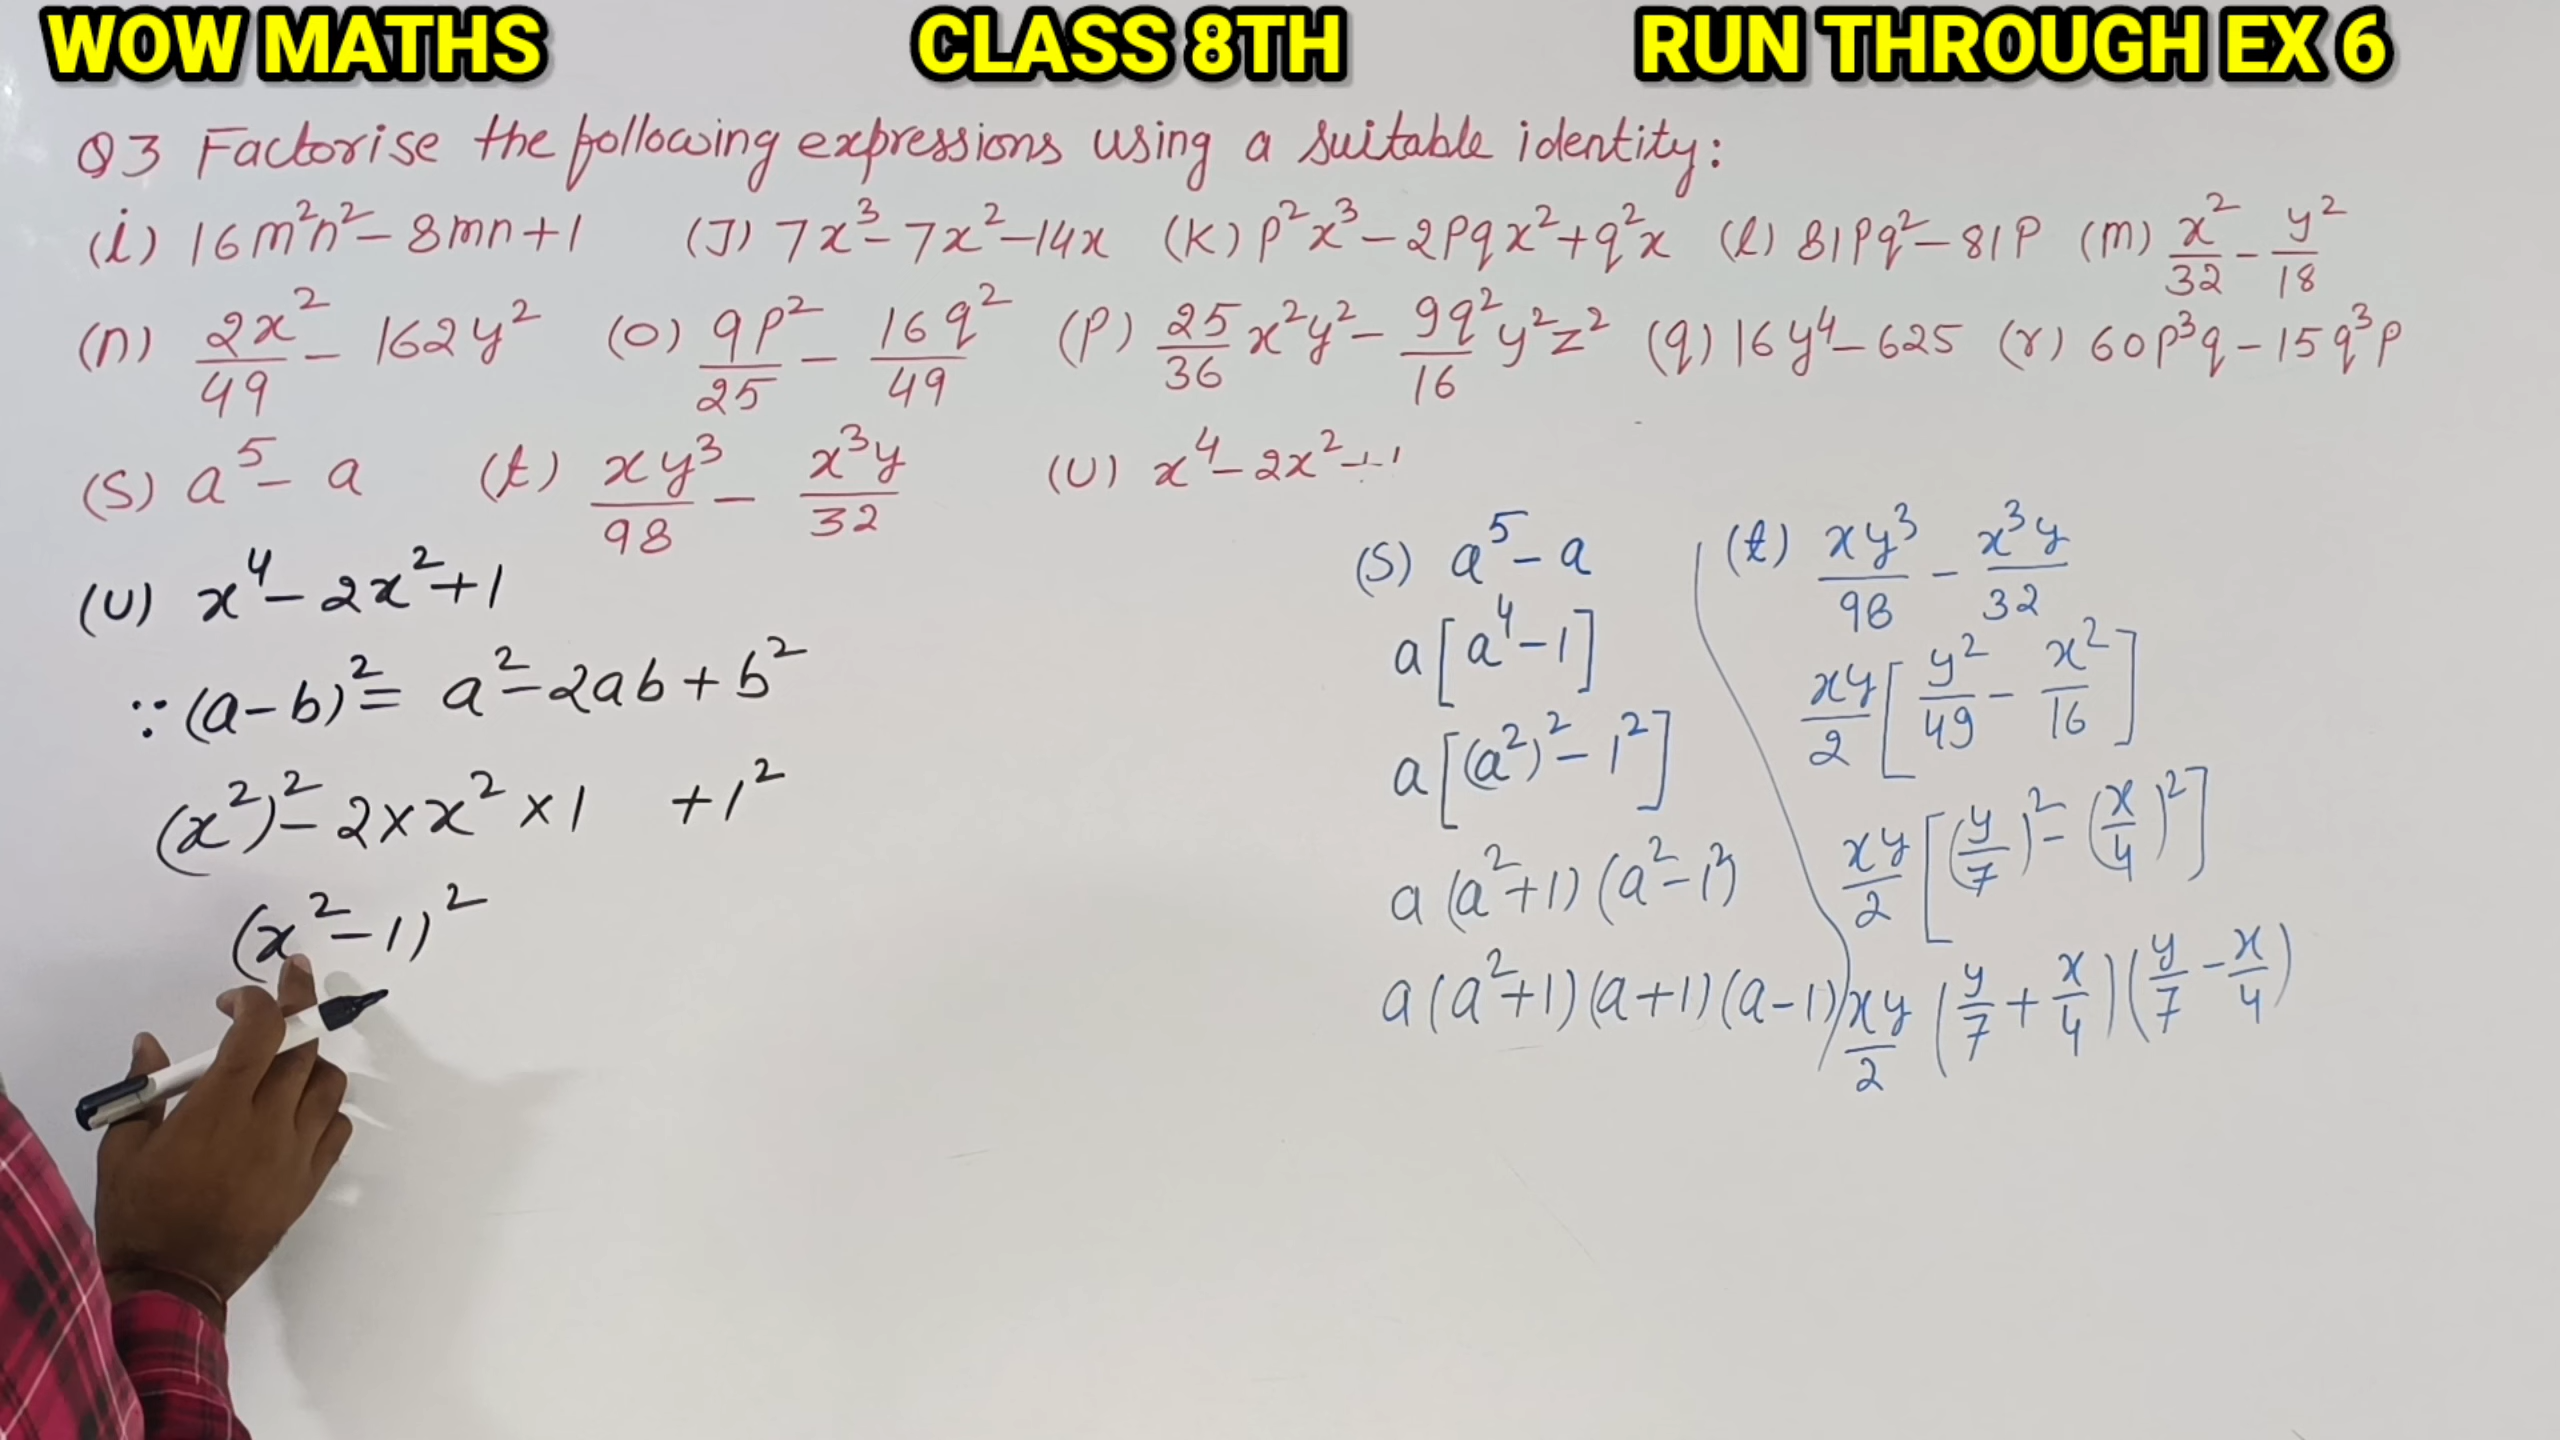 WOW MATHS CLASS 8TH RUN THROUGH EX 6
Q3 Factorise the following expressions using a suitable identity:
(i) 16m²n² - 8mn + 1 (J) 7x³ - 7x² - 14x (K) p²x³ - 2pqx² + q²x (l) 81pq² - 81p (m) x²/32 - y²/18
(n) 2x²/49 - 162y² (o) 9p²/25 - 16q²/49 (p) 25/36 x²y² - 9q²/16 y²z² (q) 16y⁴ - 625 (r) 60p³q - 15q³p
(S) a⁵ - a (t) xy³/98 - x³y/32 (U) x⁴ - 2x² + 1
(U) x⁴ - 2x² + 1
∵ (a - b)² = a² - 2ab + b²
(x²)² - 2 × x² × 1 + 1²
(x² - 1)²
(S) a⁵ - a
a[a⁴ - 1]
a[(a²)² - 1²]
a(a² + 1)(a² - 1²)
a(a² + 1)(a + 1)(a - 1)
(t) xy³/98 - x³y/32
xy/2 [y²/49 - x²/16]
xy/2 [(y/7)² - (x/4)²]
xy/2 (y/7 + x/4)(y/7 - x/4)